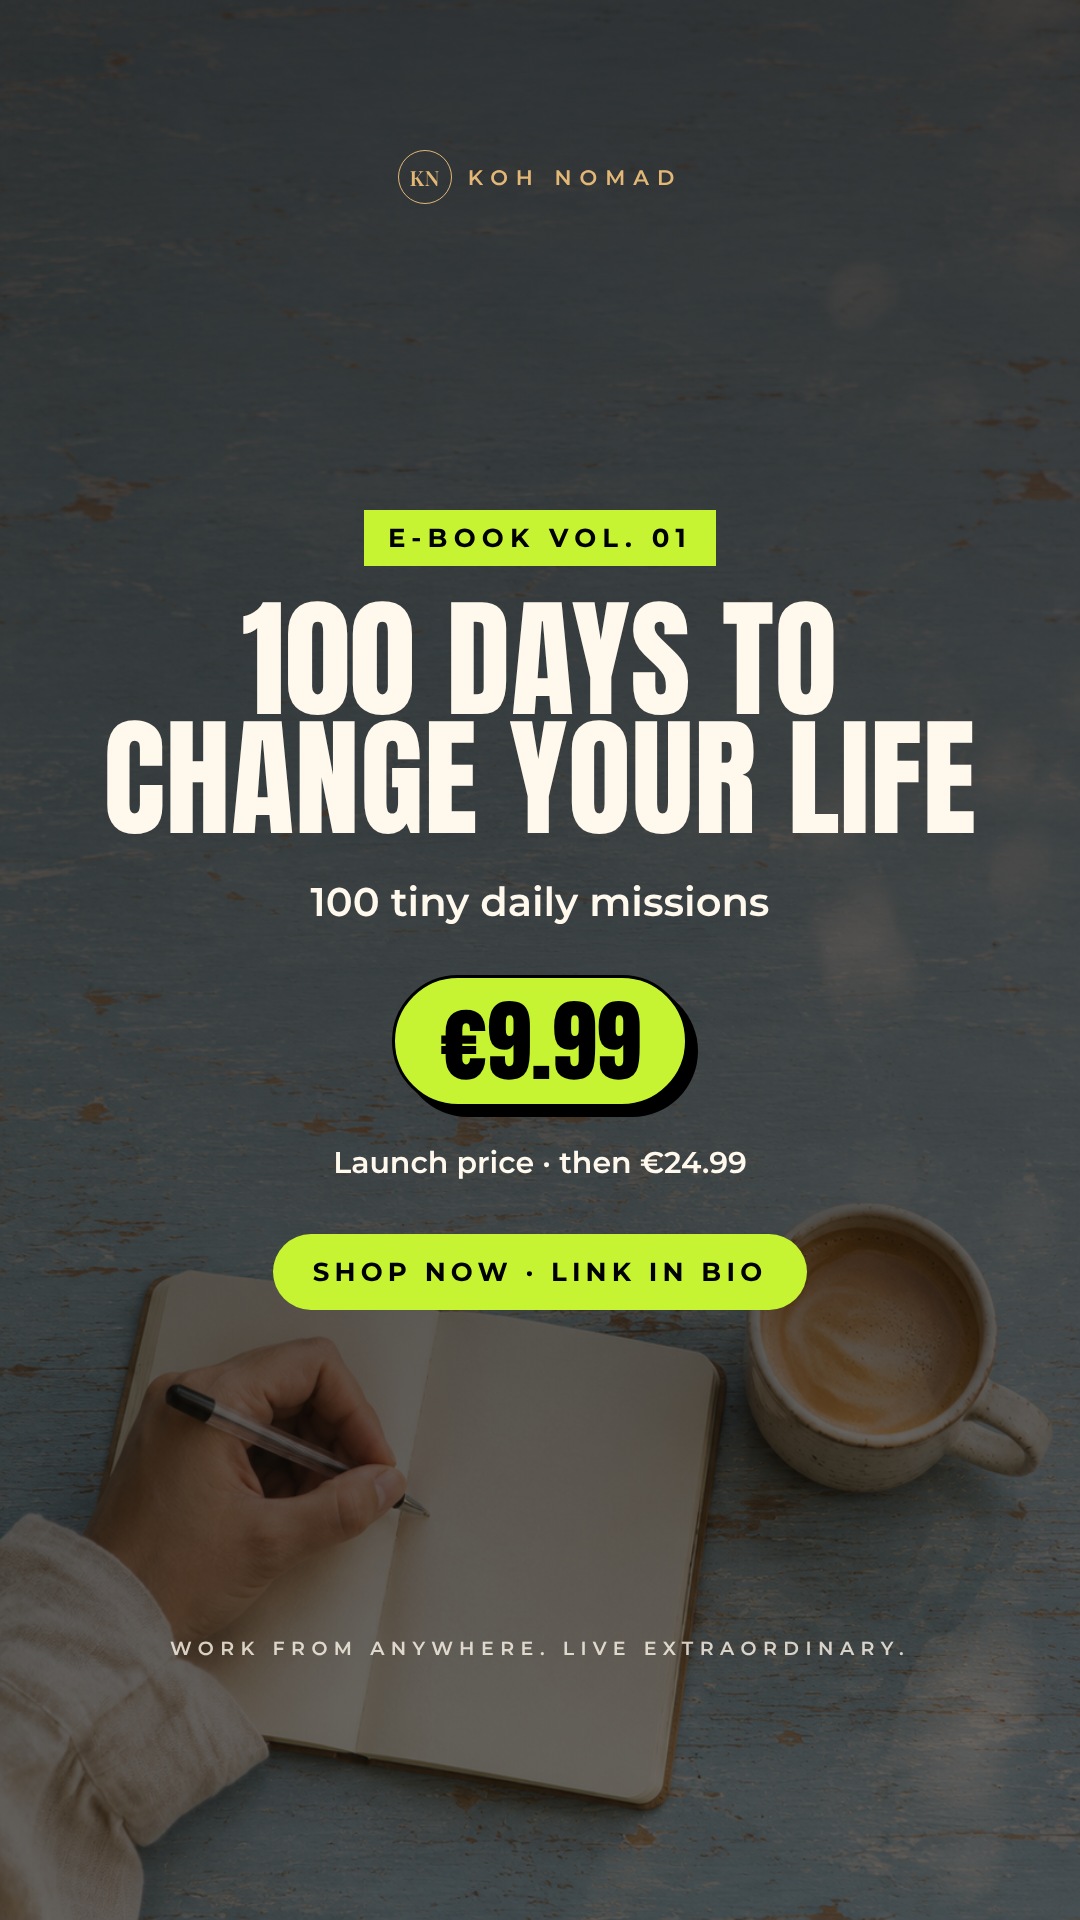 KN KOH NOMAD
E-BOOK VOL. 01
100 DAYS TO
CHANGE YOUR LIFE
100 tiny daily missions
€9.99
Launch price · then €24.99
SHOP NOW · LINK IN BIO
WORK FROM ANYWHERE. LIVE EXTRAORDINARY.